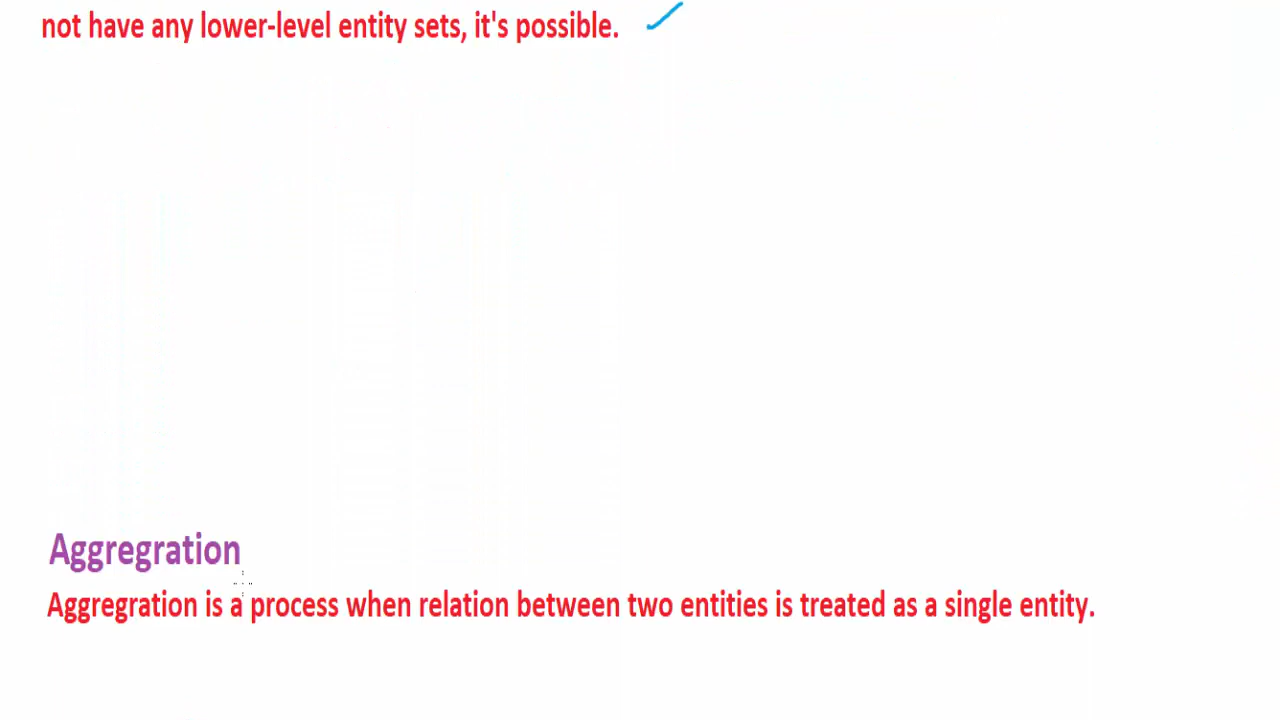 not have any lower-level entity sets, it's possible.
Aggregration
Aggregration is a process when relation between two entities is treated as a single entity.